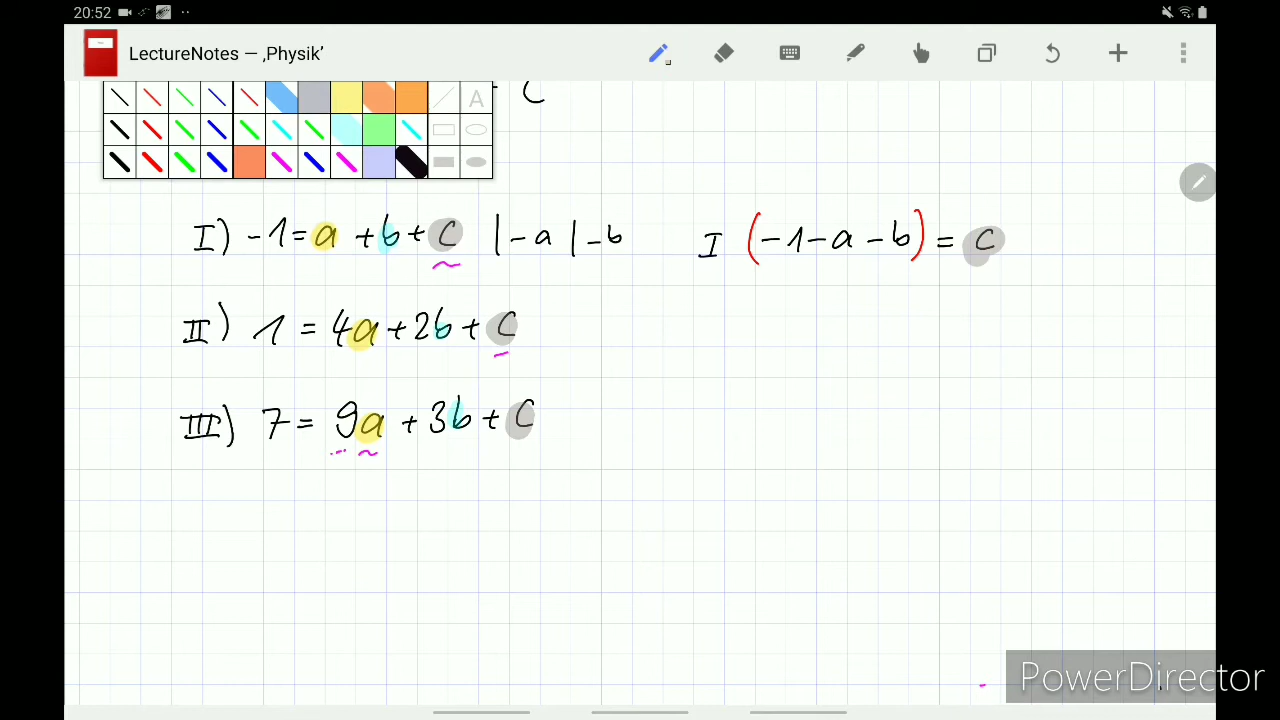 20:52
LectureNotes — ‚Physik’
A
C
I) -1 = a + b + c | -a | -b
I (-1-a-b) = c
II) 1 = 4a + 2b + c
III) 7 = 9a + 3b + c
PowerDirector